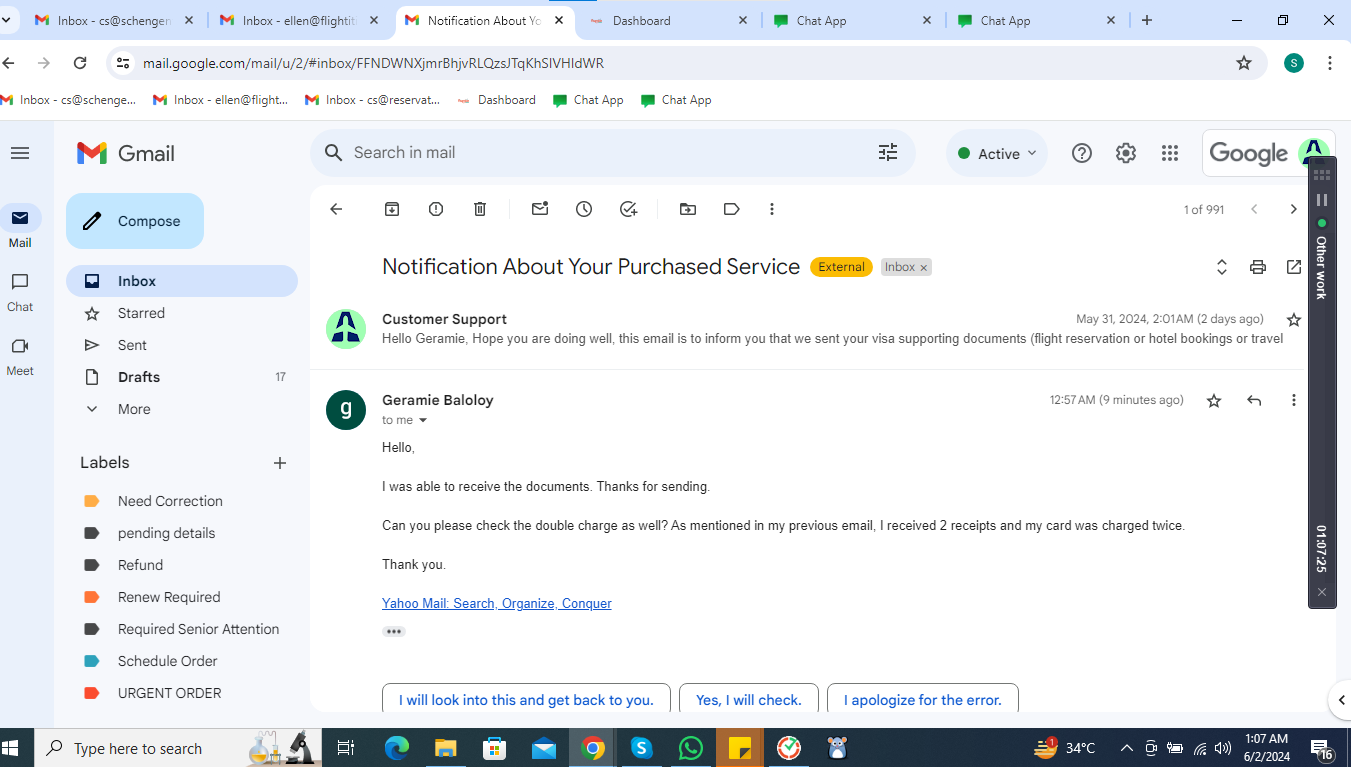 Inbox - cs@schengen
Inbox - ellen@flightit
Notification About Yo
Dashboard
Chat App
Chat App
mail.google.com/mail/u/2/#inbox/FFNDWNXjmrBhjvRLQzsJTqKhSlVHldWR
S
Inbox - cs@schenge...
Inbox - ellen@flight...
Inbox - cs@reservat...
Dashboard
Chat App
Chat App
Gmail
Search in mail
Active
Google
Compose
1 of 991
Mail
Chat
Meet
Inbox
Starred
Sent
Drafts 17
More
Labels
Need Correction
pending details
Refund
Renew Required
Required Senior Attention
Schedule Order
URGENT ORDER
Notification About Your Purchased Service External Inbox x
Customer Support May 31, 2024, 2:01 AM (2 days ago)
Hello Geramie, Hope you are doing well, this email is to inform you that we sent your visa supporting documents (flight reservation or hotel bookings or travel
g
Geramie Baloloy 12:57 AM (9 minutes ago)
to me
Hello,
I was able to receive the documents. Thanks for sending.
Can you please check the double charge as well? As mentioned in my previous email, I received 2 receipts and my card was charged twice.
Thank you.
Yahoo Mail: Search, Organize, Conquer
I will look into this and get back to you.
Yes, I will check.
I apologize for the error.
Other work
01:07:25
Type here to search
1
34°C
1:07 AM
6/2/2024
16